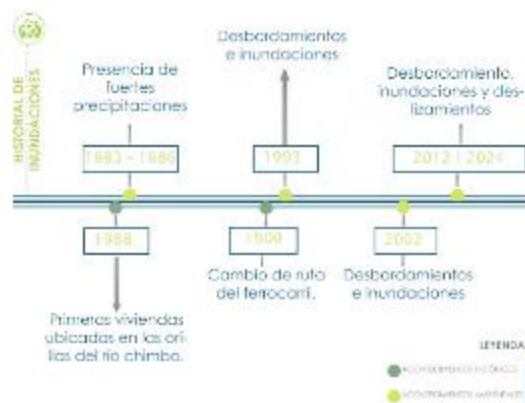 HISTORIAL DE
INUNDACIONES
Presencia de
fuertes
precipitaciones
Desbordamientos
e inundaciones
Desbordamiento,
inundaciones y des-
lizamientos
1983 - 1986
1993
2012 | 2024
1988
2002
Primeras viviendas
ubicadas en las ori-
llas del río chimbo.
Cambio de ruta
del ferrocarril.
Desbordamientos
e inundaciones
LEYENDA
ACONTECIMIENTOS HISTÓRICOS